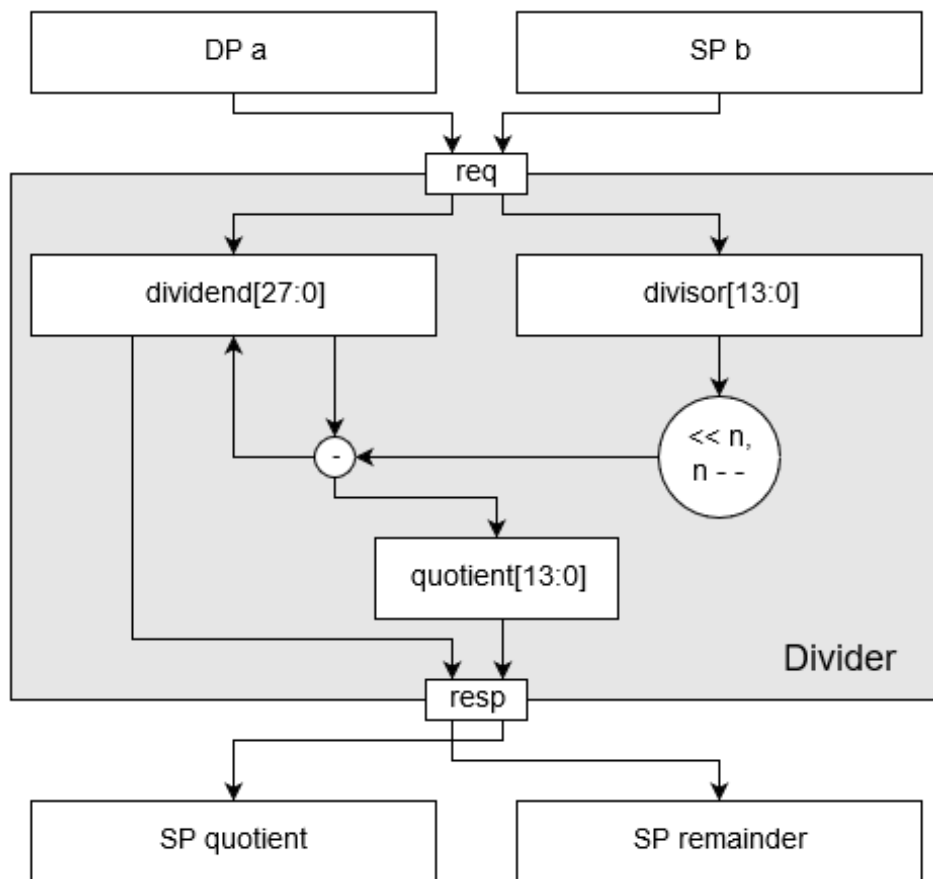 DP a
SP b
req
dividend[27:0]
divisor[13:0]
<< n,
n - -
-
quotient[13:0]
Divider
resp
SP quotient
SP remainder